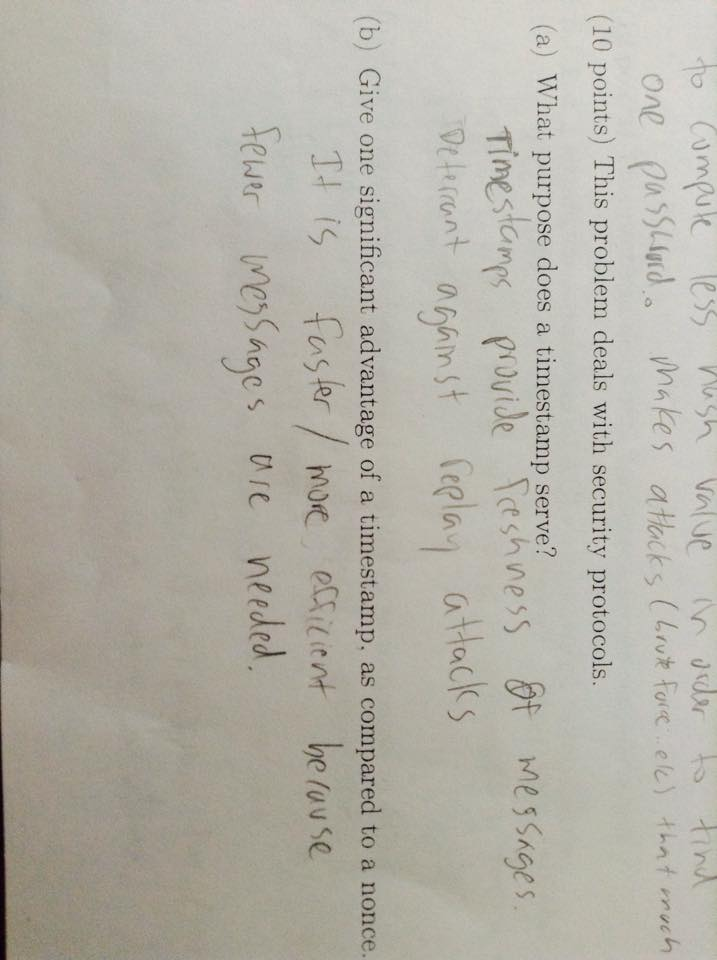 to compute less hash value in order to find
one password.. makes attacks (brute force..etc) that much
(10 points) This problem deals with security protocols.
(a) What purpose does a timestamp serve?
Timestamps provide freshness of messages.
Deterrant against replay attacks
(b) Give one significant advantage of a timestamp, as compared to a nonce.
It is faster/more efficient because
fewer messages are needed.